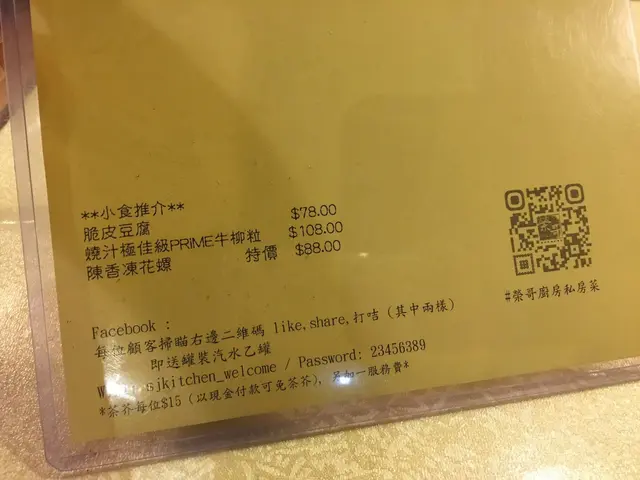 **小食推介**
脆皮豆腐 $78.00
燒汁極佳級PRIME牛柳粒 $108.00
陳香凍花螺 特價 $88.00
#榮哥廚房私房菜
Facebook :
每位顧客掃瞄右邊二維碼 like,share,打咭 (其中兩樣)
即送罐裝汽水乙罐
sjkitchen_welcome / Password: 23456389
*茶芥每位$15 (以現金付款可免茶芥), 另加一服務費*